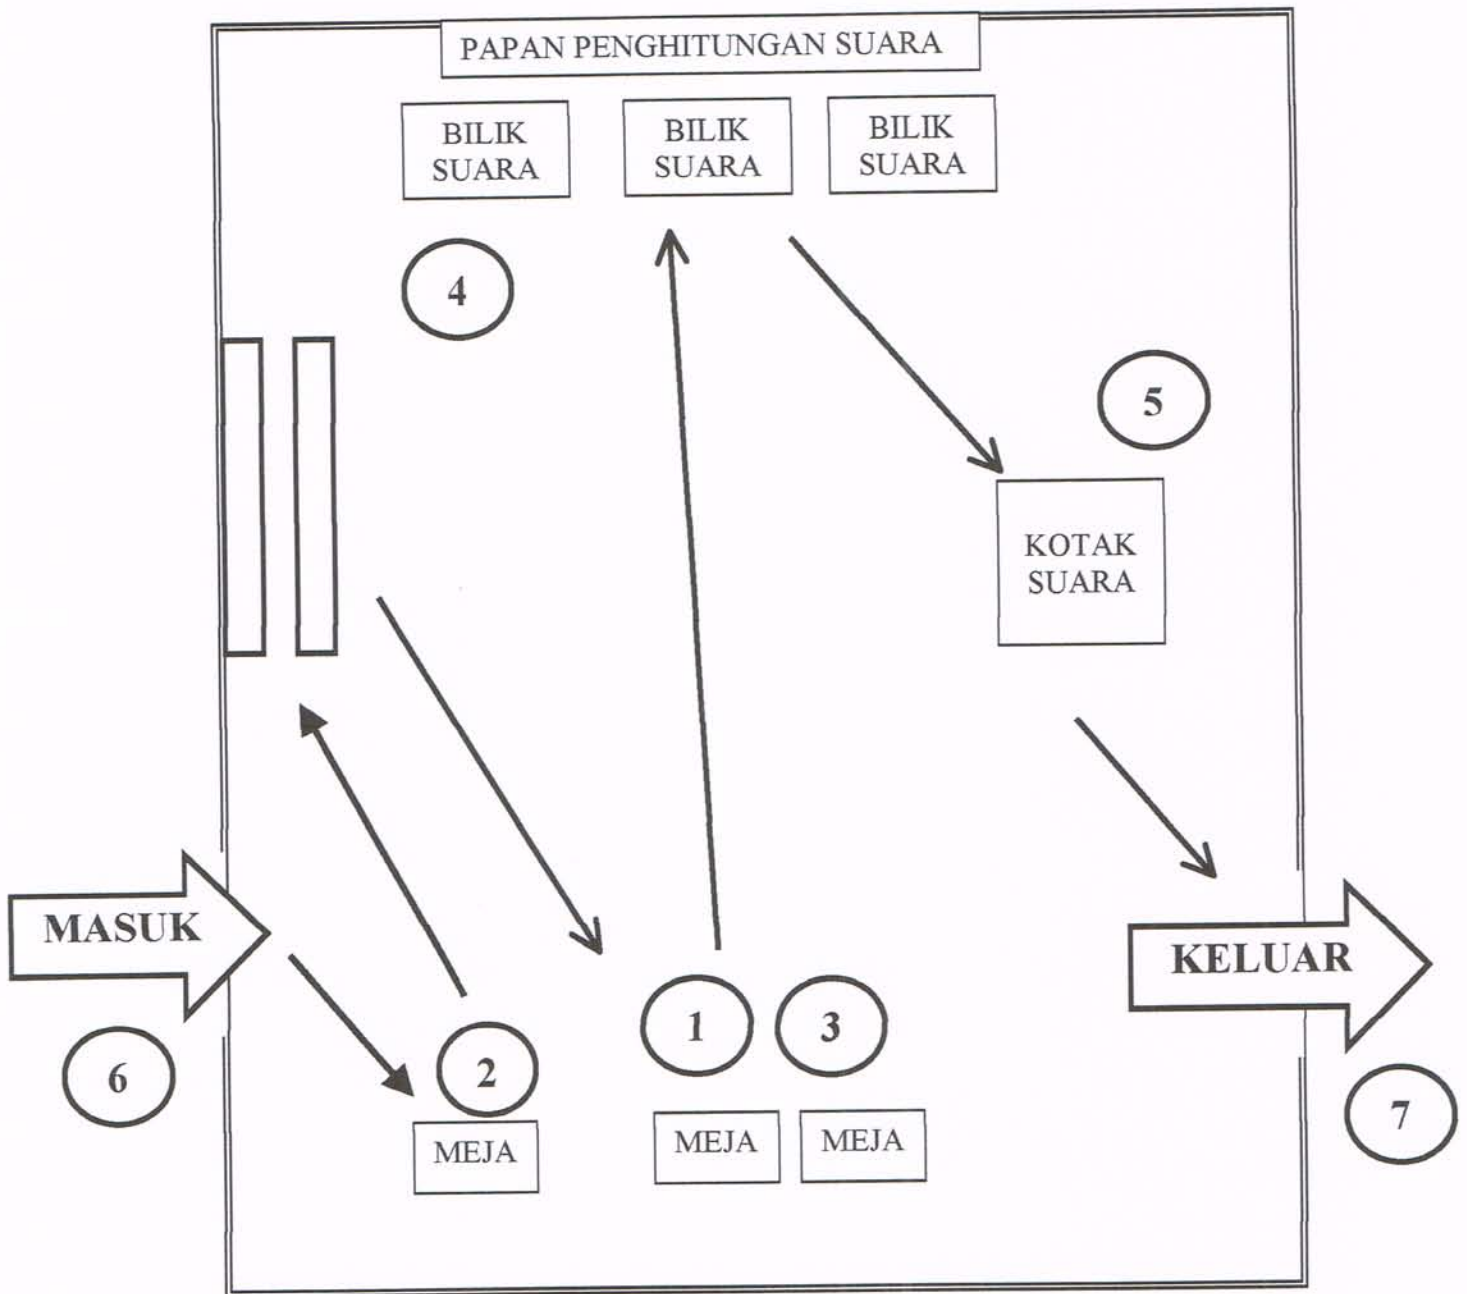 PAPAN PENGHITUNGAN SUARA
BILIK
SUARA
BILIK
SUARA
BILIK
SUARA
4
5
KOTAK
SUARA
MASUK
KELUAR
1
3
2
6
7
MEJA
MEJA
MEJA